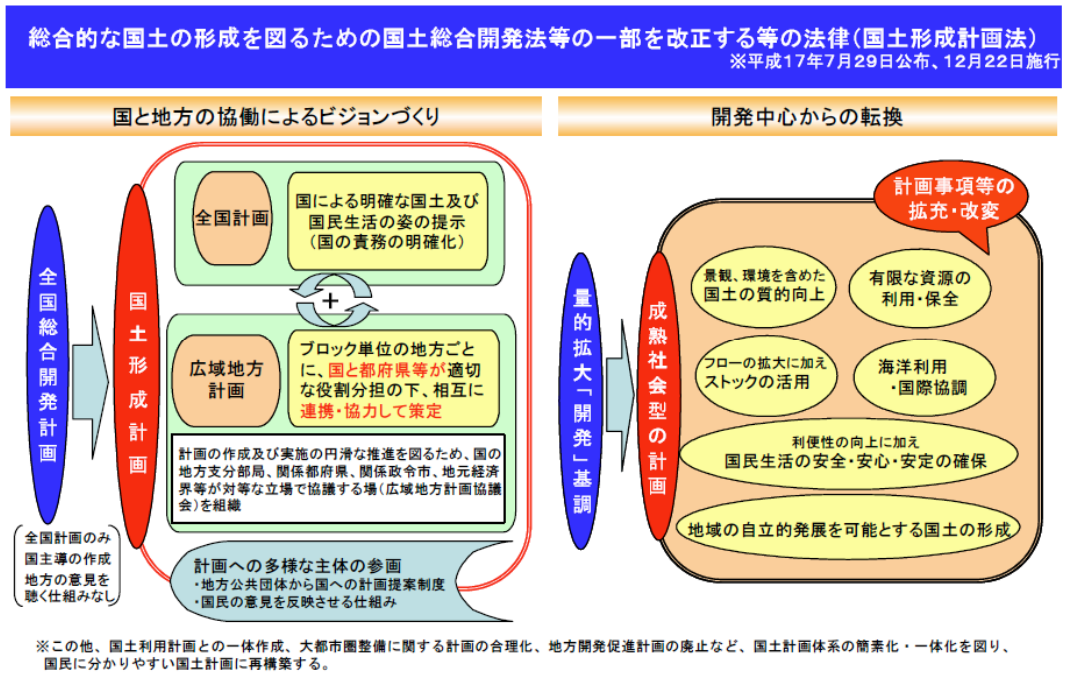 総合的な国土の形成を図るための国土総合開発法等の一部を改正する等の法律（国土形成計画法）
※平成１７年７月２９日公布、１２月２２日施行
国と地方の協働によるビジョンづくり
全国総合開発計画
全国計画のみ
国主導の作成
地方の意見を
聴く仕組みなし
国土形成計画
全国計画
国による明確な国土及び
国民生活の姿の提示
（国の責務の明確化）
＋
広域地方
計画
ブロック単位の地方ごと
に、国と都府県等が適切
な役割分担の下、相互に
連携・協力して策定
計画の作成及び実施の円滑な推進を図るため、国の
地方支分部局、関係都府県、関係政令市、地元経済
界等が対等な立場で協議する場（広域地方計画協議
会）を組織
計画への多様な主体の参画
・地方公共団体から国への計画提案制度
・国民の意見を反映させる仕組み
開発中心からの転換
量的拡大「開発」基調
成熟社会型の計画
計画事項等の
拡充・改変
景観、環境を含めた
国土の質的向上
有限な資源の
利用・保全
フローの拡大に加え
ストックの活用
海洋利用
・国際協調
利便性の向上に加え
国民生活の安全・安心・安定の確保
地域の自立的発展を可能とする国土の形成
※この他、国土利用計画との一体作成、大都市圏整備に関する計画の合理化、地方開発促進計画の廃止など、国土計画体系の簡素化・一体化を図り、
国民に分かりやすい国土計画に再構築する。